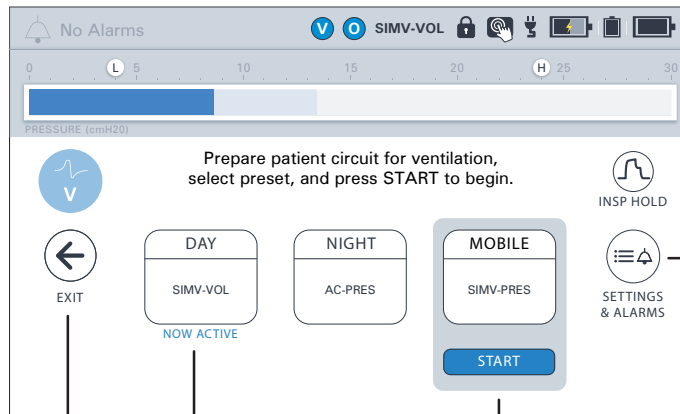 No Alarms
V O SIMV-VOL
0 L 5 10 15 20 H 25 30
PRESSURE (cmH20)
Prepare patient circuit for ventilation,
select preset, and press START to begin.
V
INSP HOLD
DAY NIGHT MOBILE
SIMV-VOL AC-PRES SIMV-PRES
EXIT
SETTINGS
& ALARMS
NOW ACTIVE
START